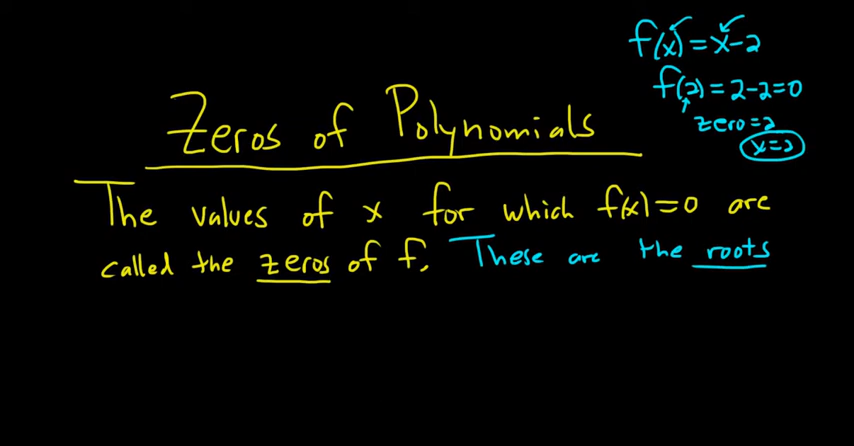 f(x) = x - 2
f(2) = 2 - 2 = 0
zero = 2
x = 2
Zeros of Polynomials
The values of x for which f(x) = 0 are
called the zeros of f. These are the roots